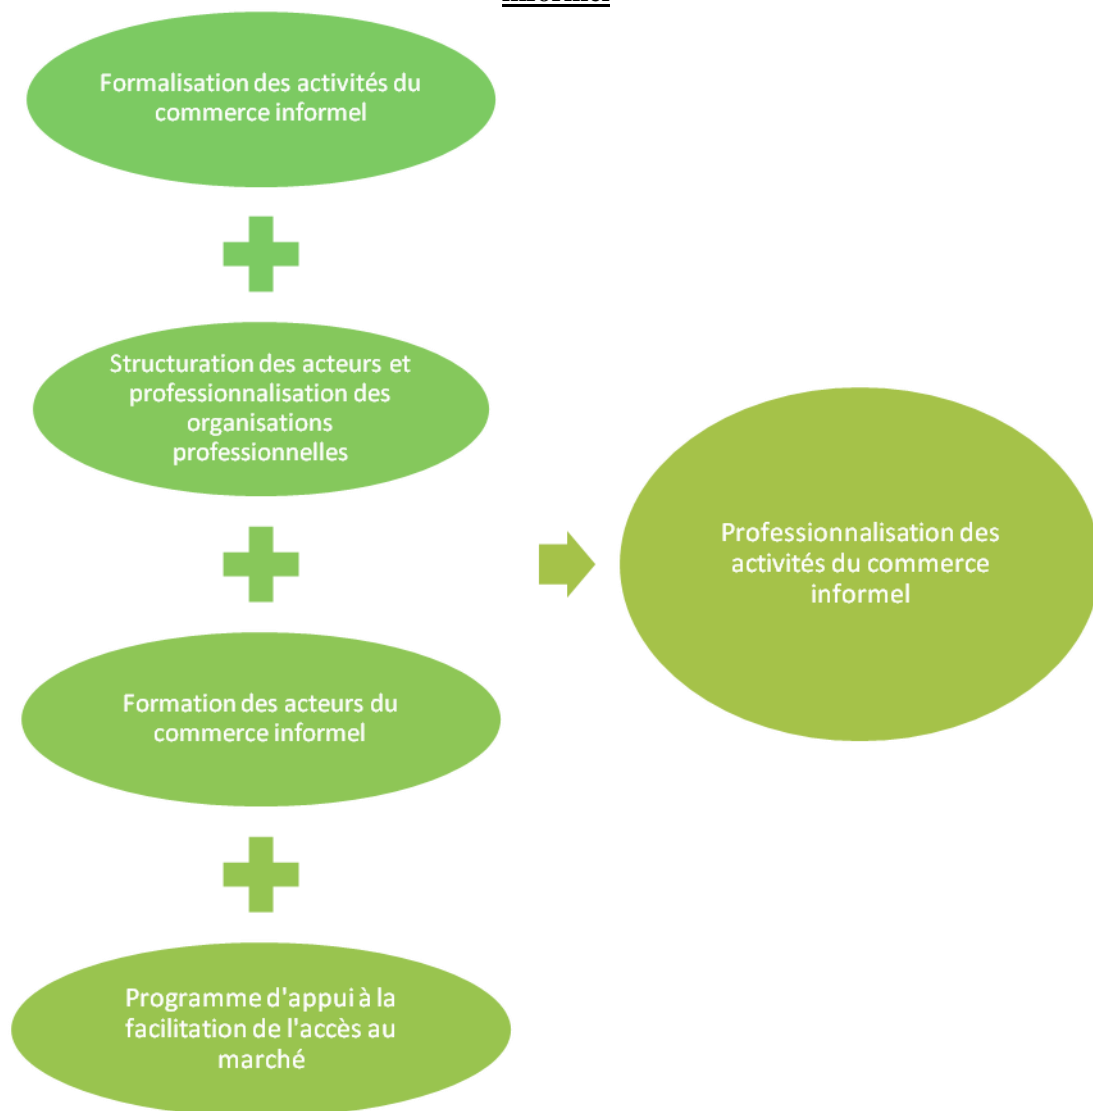 informel
Formalisation des activités du
commerce informel
Structuration des acteurs et
professionnalisation des
organisations
professionnelles
Formation des acteurs du
commerce informel
Programme d'appui à la
facilitation de l'accès au
marché
Professionnalisation des
activités du commerce
informel